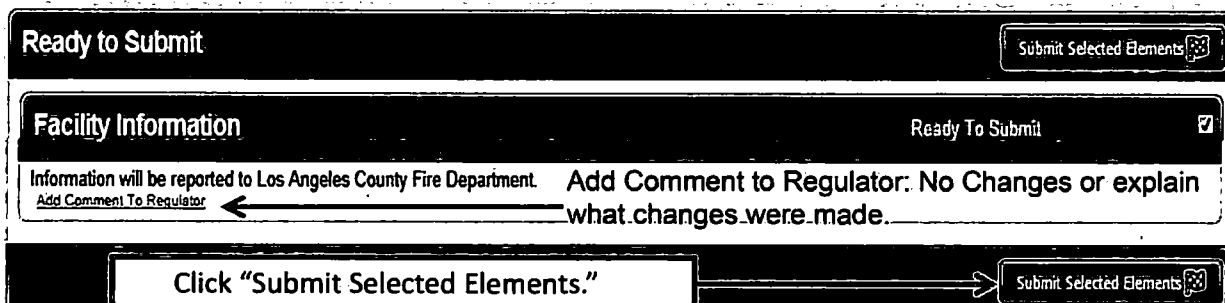 Ready to Submit
Submit Selected Elements
Facility Information
Ready To Submit
Information will be reported to Los Angeles County Fire Department.
Add Comment To Regulator
Add Comment to Regulator: No Changes or explain
what changes were made.
Click “Submit Selected Elements.”
Submit Selected Elements